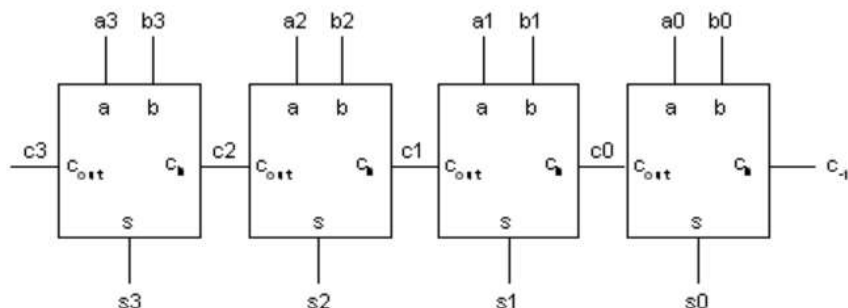 a3 b3 a2 b2 a1 b1 a0 b0
a b a b a b a b
c3 c2 c1 c0 c-1
cout cout cout cout
s s s s
s3 s2 s1 s0